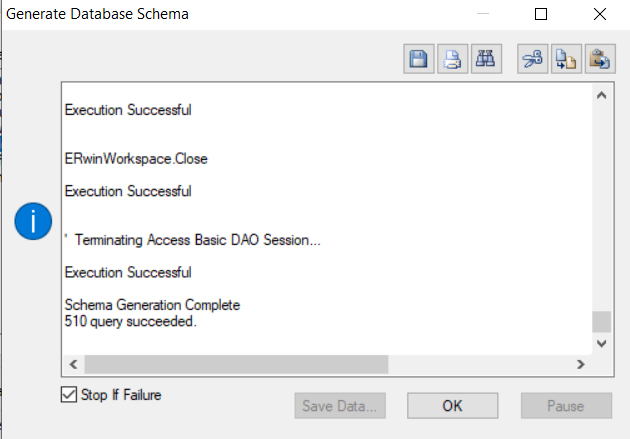 Generate Database Schema
Execution Successful
ERwinWorkspace.Close
Execution Successful
' Terminating Access Basic DAO Session...
Execution Successful
Schema Generation Complete
510 query succeeded.
Stop If Failure
Save Data...
OK
Pause